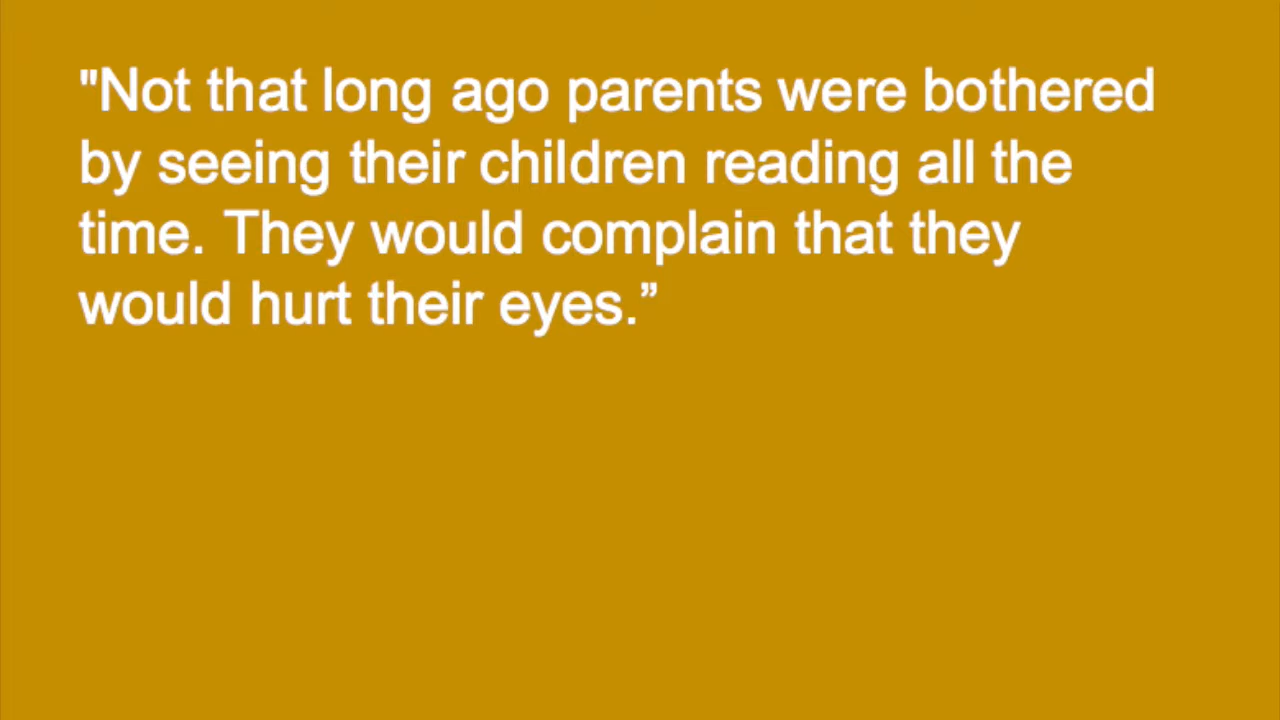 "Not that long ago parents were bothered
by seeing their children reading all the
time. They would complain that they
would hurt their eyes.”